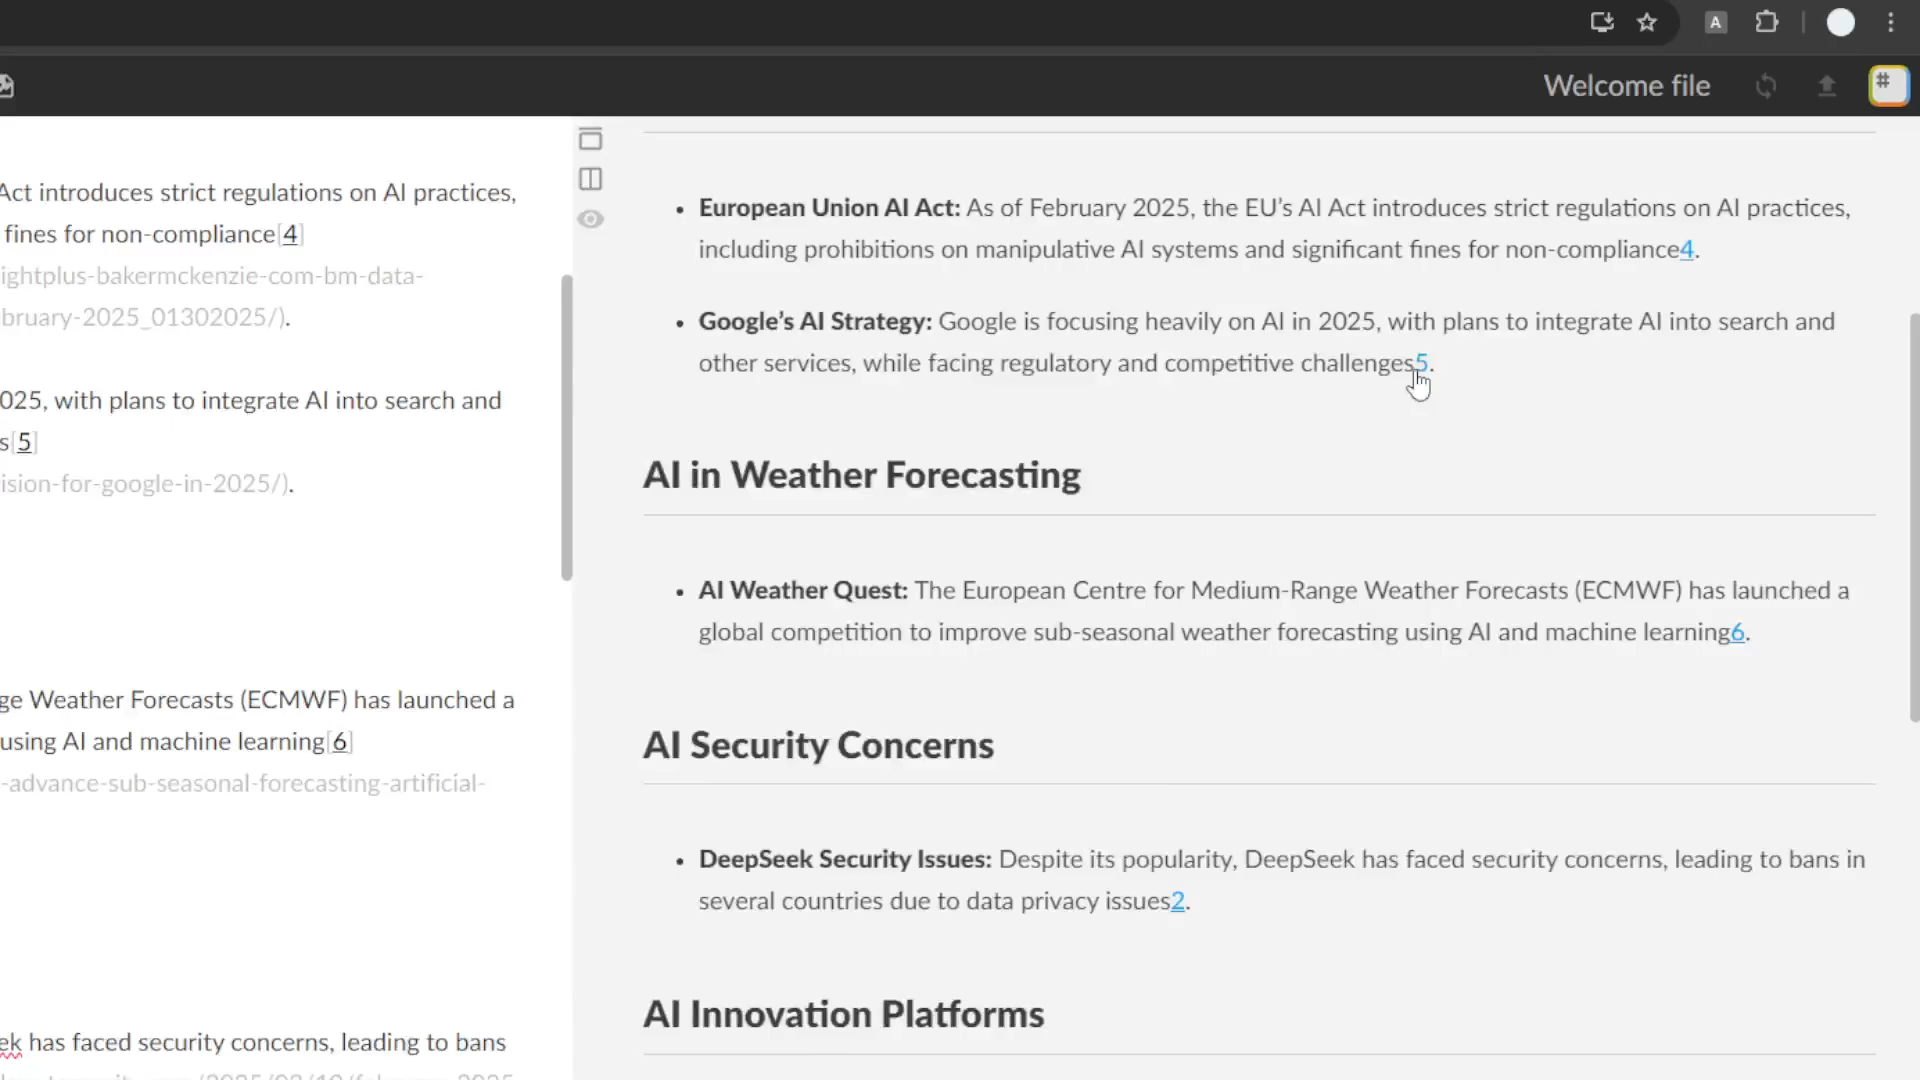 A
Welcome file
#
Act introduces strict regulations on AI practices,
fines for non-compliance[4]
ightplus-bakermckenzie-com-bm-data-
bruary-2025_01302025/).
025, with plans to integrate AI into search and
s[5]
ision-for-google-in-2025/).
ge Weather Forecasts (ECMWF) has launched a
using AI and machine learning[6]
-advance-sub-seasonal-forecasting-artificial-
ek has faced security concerns, leading to bans
• European Union AI Act: As of February 2025, the EU’s AI Act introduces strict regulations on AI practices,
including prohibitions on manipulative AI systems and significant fines for non-compliance4.
• Google’s AI Strategy: Google is focusing heavily on AI in 2025, with plans to integrate AI into search and
other services, while facing regulatory and competitive challenges5.
AI in Weather Forecasting
• AI Weather Quest: The European Centre for Medium-Range Weather Forecasts (ECMWF) has launched a
global competition to improve sub-seasonal weather forecasting using AI and machine learning6.
AI Security Concerns
• DeepSeek Security Issues: Despite its popularity, DeepSeek has faced security concerns, leading to bans in
several countries due to data privacy issues2.
AI Innovation Platforms